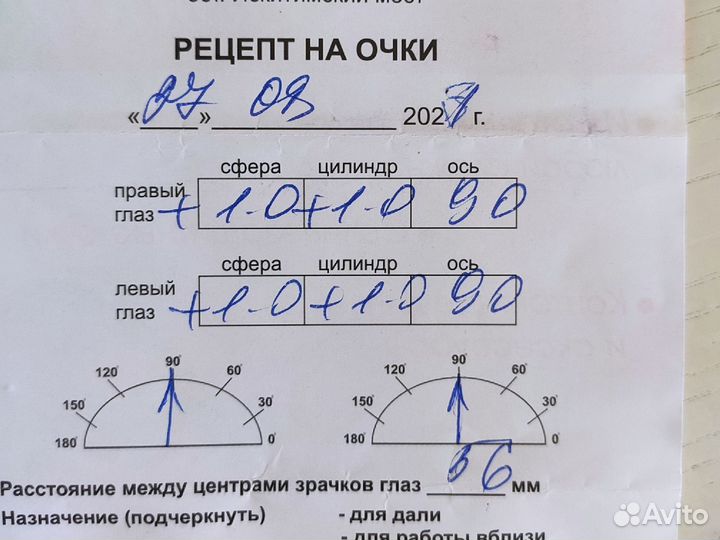 РЕЦЕПТ НА ОЧКИ
« 27 » 202 г.
сфера цилиндр ось
правый глаз +1.0 +1.0 90
сфера цилиндр ось
левый глаз +1.0 +1.0 90
180° 150° 120° 90° 60° 30° 0°
180° 150° 120° 90° 60° 30° 0°
Расстояние между центрами зрачков глаз 56 мм
Назначение (подчеркнуть) - для дали
- для работы вблизи
Avito